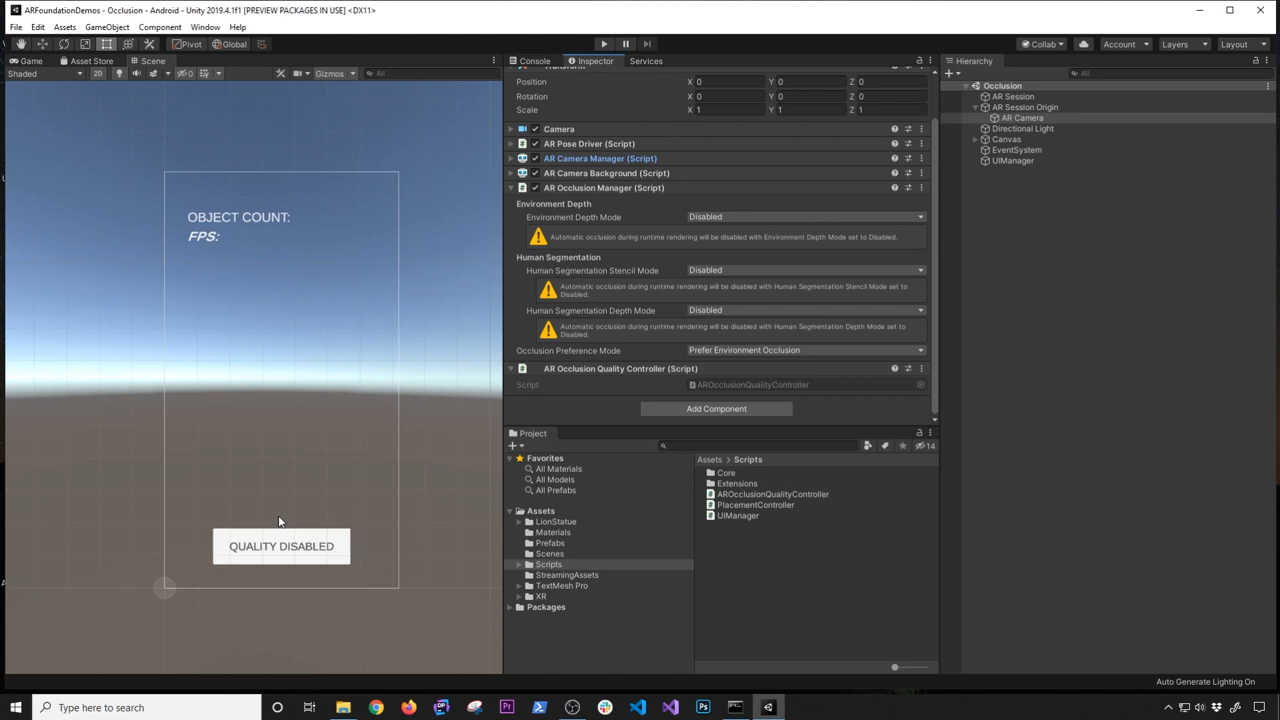 ARFoundationDemos - Occlusion - Android - Unity 2019.4.1f1 [PREVIEW PACKAGES IN USE] <DX11>
File Edit Assets GameObject Component Window Help
Pivot Global Collab Account Layers Layout
Game Asset Store Scene
Shaded 2D 0 Gizmos All
OBJECT COUNT:
FPS:
QUALITY DISABLED
Console Inspector Services
Transform
Position X 0 Y 0 Z 0
Rotation X 0 Y 0 Z 0
Scale X 1 Y 1 Z 1
Camera
AR Pose Driver (Script)
AR Camera Manager (Script)
AR Camera Background (Script)
AR Occlusion Manager (Script)
Environment Depth
Environment Depth Mode Disabled
Automatic occlusion during runtime rendering will be disabled with Environment Depth Mode set to Disabled.
Human Segmentation
Human Segmentation Stencil Mode Disabled
Automatic occlusion during runtime rendering will be disabled with Human Segmentation Stencil Mode set to
Disabled.
Human Segmentation Depth Mode Disabled
Automatic occlusion during runtime rendering will be disabled with Human Segmentation Depth Mode set to
Disabled.
Occlusion Preference Mode Prefer Environment Occlusion
AR Occlusion Quality Controller (Script)
Script AROcclusionQualityController
Add Component
Project
14
Favorites
All Materials
All Models
All Prefabs
Assets
LionStatue
Materials
Prefabs
Scenes
Scripts
StreamingAssets
TextMesh Pro
XR
Packages
Assets > Scripts
Core
Extensions
AROcclusionQualityController
PlacementController
UIManager
Hierarchy
All
Occlusion
AR Session
AR Session Origin
AR Camera
Directional Light
Canvas
EventSystem
UIManager
Auto Generate Lighting On
Type here to search